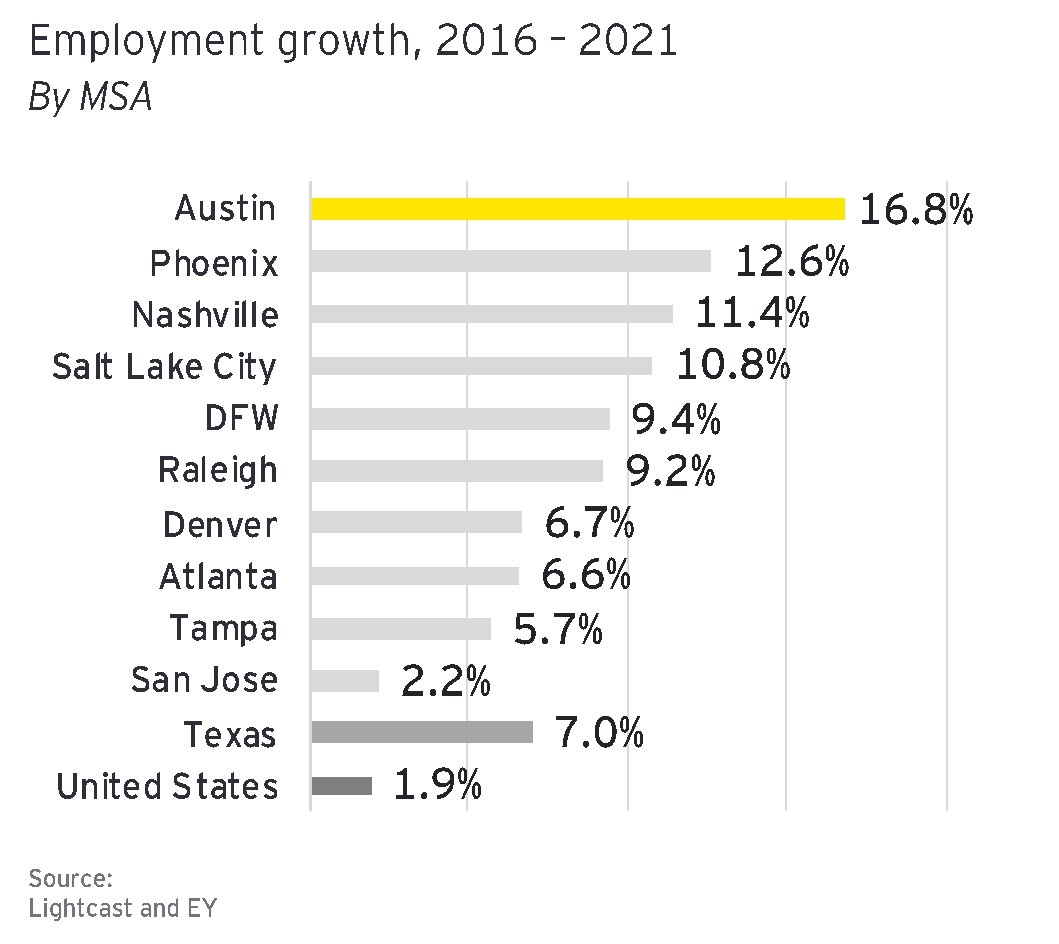 Employment growth, 2016 – 2021
By MSA
Austin 16.8%
Phoenix 12.6%
Nashville 11.4%
Salt Lake City 10.8%
DFW 9.4%
Raleigh 9.2%
Denver 6.7%
Atlanta 6.6%
Tampa 5.7%
San Jose 2.2%
Texas 7.0%
United States 1.9%
Source:
Lightcast and EY